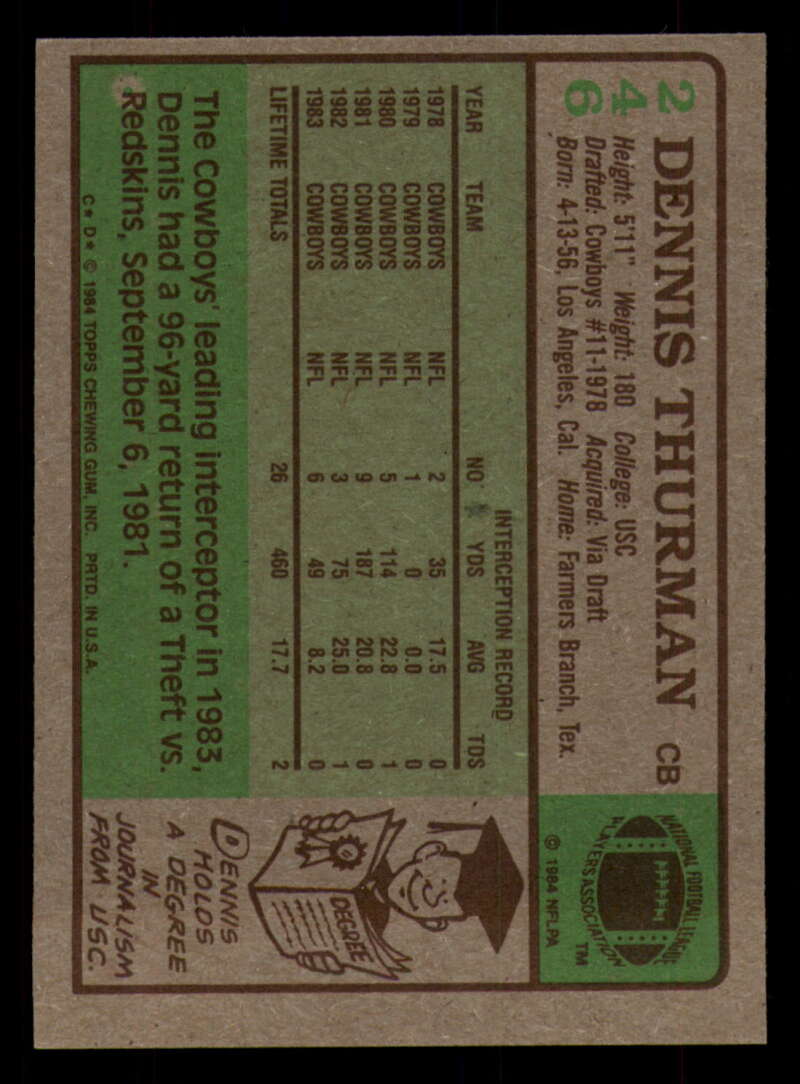 246
DENNIS THURMAN CB
Height: 5'11" Weight: 180 College: USC
Drafted: Cowboys #11-1978 Acquired: Via Draft
Born: 4-13-56, Los Angeles, Cal. Home: Farmers Branch, Tex.
NATIONAL FOOTBALL LEAGUE
PLAYERS ASSOCIATION
TM
© 1984 NFLPA
INTERCEPTION RECORD
YEAR TEAM NO YDS AVG TDS
1978 COWBOYS NFL 2 35 17.5 0
1979 COWBOYS NFL 1 0 0.0 0
1980 COWBOYS NFL 5 114 22.8 1
1981 COWBOYS NFL 9 187 20.8 0
1982 COWBOYS NFL 3 75 25.0 1
1983 COWBOYS NFL 6 49 8.2 0
LIFETIME TOTALS 26 460 17.7 2
The Cowboys' leading interceptor in 1983,
Dennis had a 96-yard return of a Theft vs.
Redskins, September 6, 1981.
C* D* © 1984 TOPPS CHEWING GUM, INC. PRTD. IN U.S.A.
DEGREE
DENNIS
HOLDS
A DEGREE
IN
JOURNALISM
FROM USC.